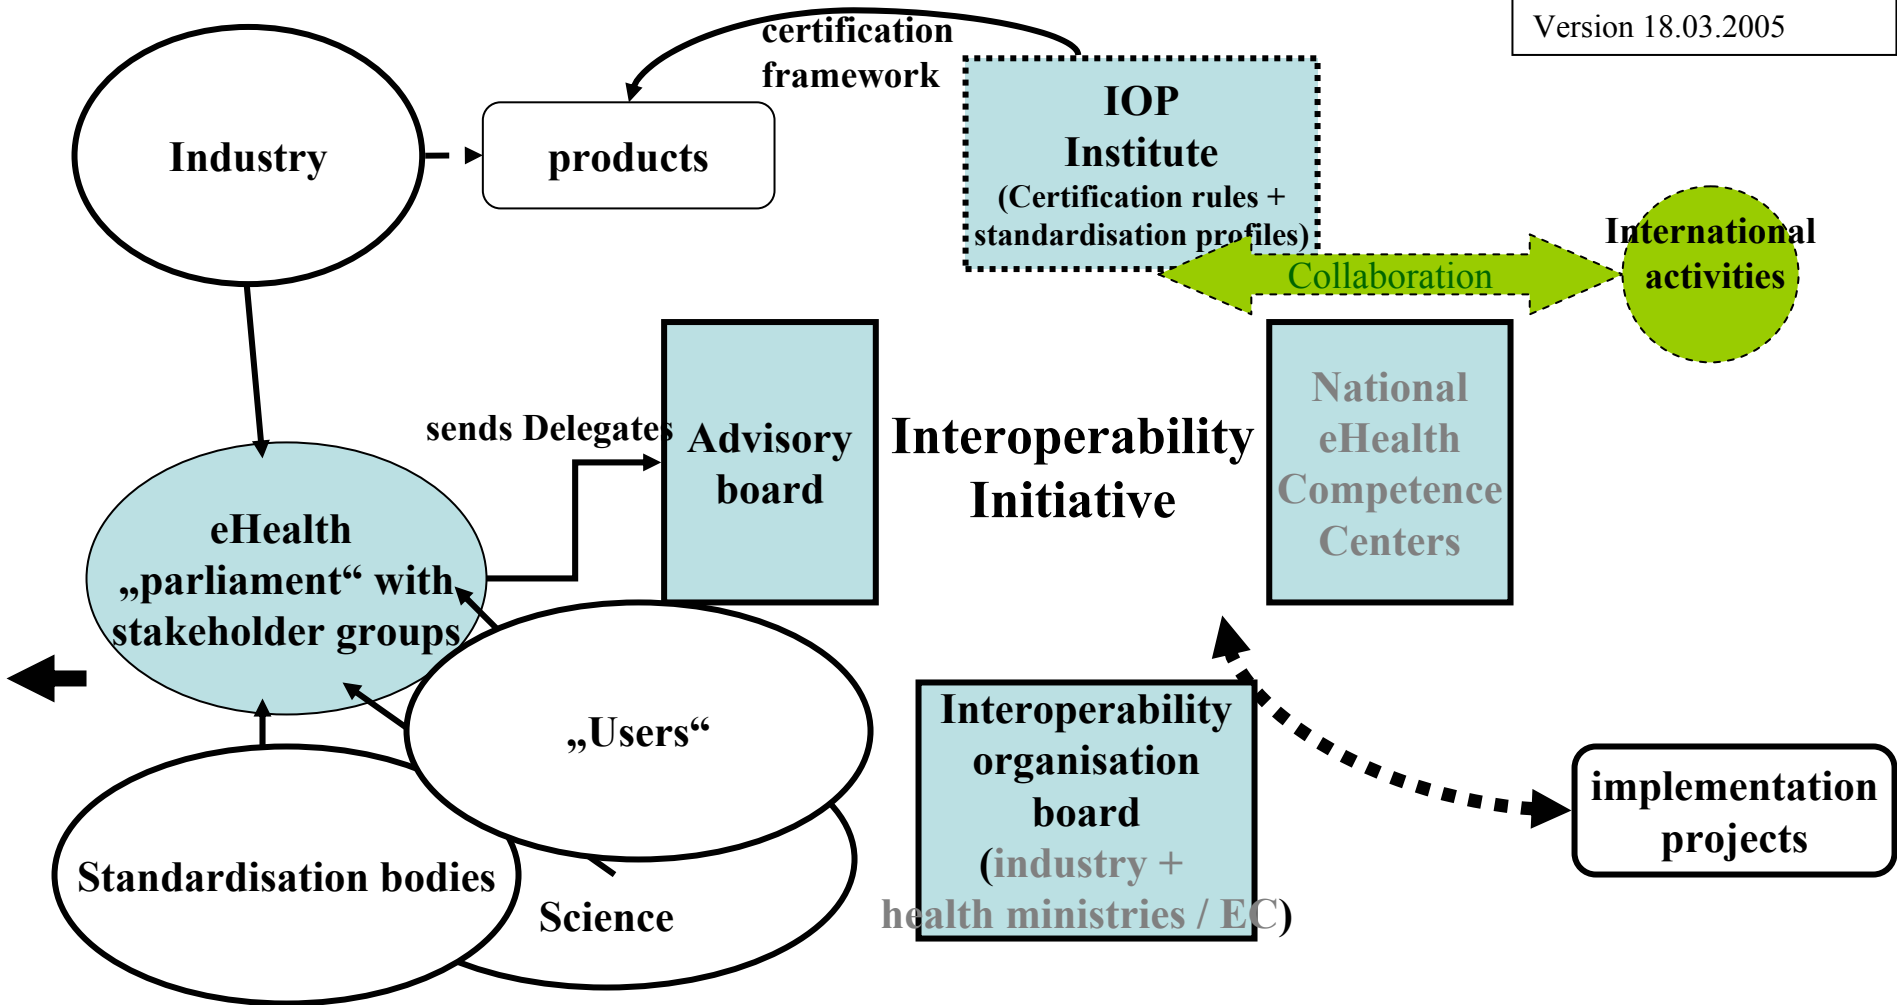 Version 18.03.2005
certification
framework
IOP
Institute
(Certification rules +
standardisation profiles)
Industry
products
International
activities
Collaboration
sends Delegates
Advisory
board
Interoperability
Initiative
National
eHealth
Competence
Centers
eHealth
„parliament“ with
stakeholder groups
„Users“
Interoperability
organisation
board
(industry +
health ministries / EC)
implementation
projects
Standardisation bodies
Science